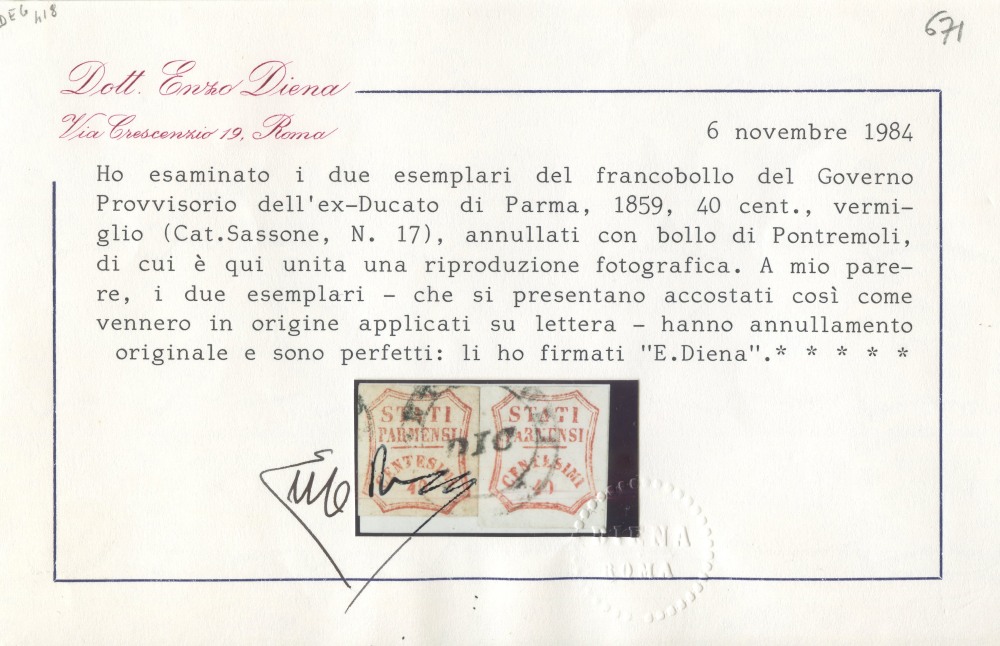 DEG 418
671
Dott. Enzo Diena
Via Crescenzio 19, Roma
6 novembre 1984
Ho esaminato i due esemplari del francobollo del Governo
Provvisorio dell'ex-Ducato di Parma, 1859, 40 cent., vermi-
glio (Cat.Sassone, N. 17), annullati con bollo di Pontremoli,
di cui è qui unita una riproduzione fotografica. A mio pare-
re, i due esemplari - che si presentano accostati così come
vennero in origine applicati su lettera - hanno annullamento
originale e sono perfetti: li ho firmati "E.Diena".* * * * *
STATI
PARMENSI
CENTESIMI
40
STATI
PARMENSI
CENTESIMI
40
DIC
DIENA
ROMA